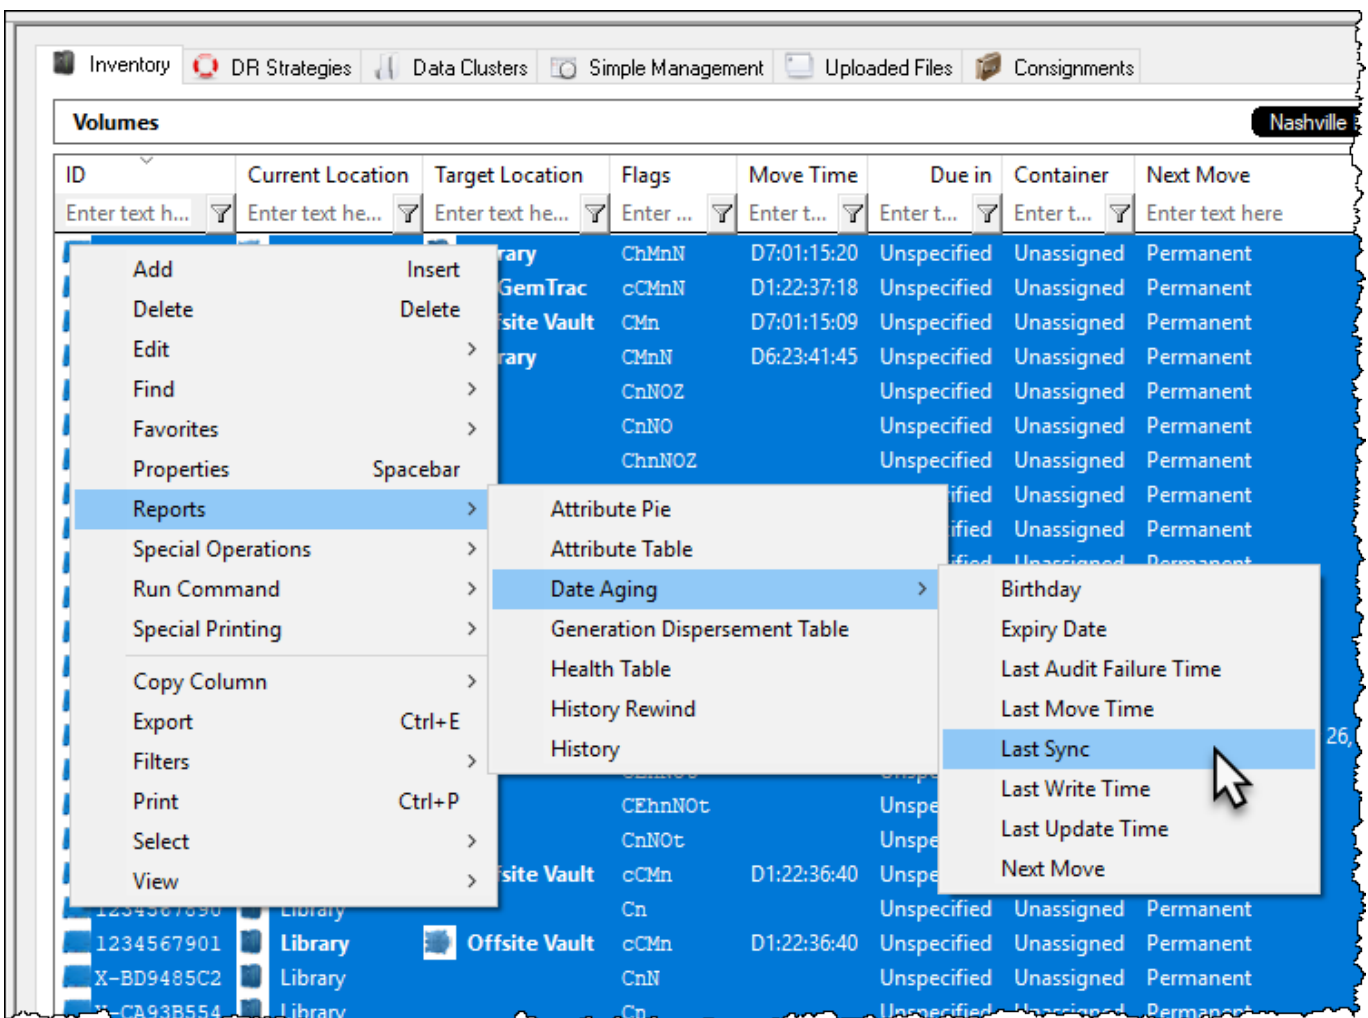 Inventory DR Strategies Data Clusters Simple Management Uploaded Files Consignments
Volumes Nashville
ID Current Location Target Location Flags Move Time Due in Container Next Move
Enter text h... Enter text he... Enter text he... Enter ... Enter t... Enter t... Enter t... Enter text here
rary ChMnN D7:01:15:20 Unspecified Unassigned Permanent
GemTrac cCMnN D1:22:37:18 Unspecified Unassigned Permanent
site Vault CMn D7:01:15:09 Unspecified Unassigned Permanent
rary CMnN D6:23:41:45 Unspecified Unassigned Permanent
CnNOZ Unspecified Unassigned Permanent
CnNO Unspecified Unassigned Permanent
ChnNOZ Unspecified Unassigned Permanent
ified Unassigned Permanent
ified Unassigned Permanent
ified Unassigned Permanent
26,
CEhnNOt Unspe
CnNOt Unspe
site Vault cCMn D1:22:36:40 Unspe
1234567890 Library Cn Unspecified Unassigned Permanent
1234567901 Library Offsite Vault cCMn D1:22:36:40 Unspecified Unassigned Permanent
X-BD9485C2 Library CnN Unspecified Unassigned Permanent
X-CA93B554 Library Cn Unspecified Unassigned Permanent
Add Insert
Delete Delete
Edit
Find
Favorites
Properties Spacebar
Reports
Special Operations
Run Command
Special Printing
Copy Column
Export Ctrl+E
Filters
Print Ctrl+P
Select
View
Attribute Pie
Attribute Table
Date Aging
Generation Dispersement Table
Health Table
History Rewind
History
Birthday
Expiry Date
Last Audit Failure Time
Last Move Time
Last Sync
Last Write Time
Last Update Time
Next Move